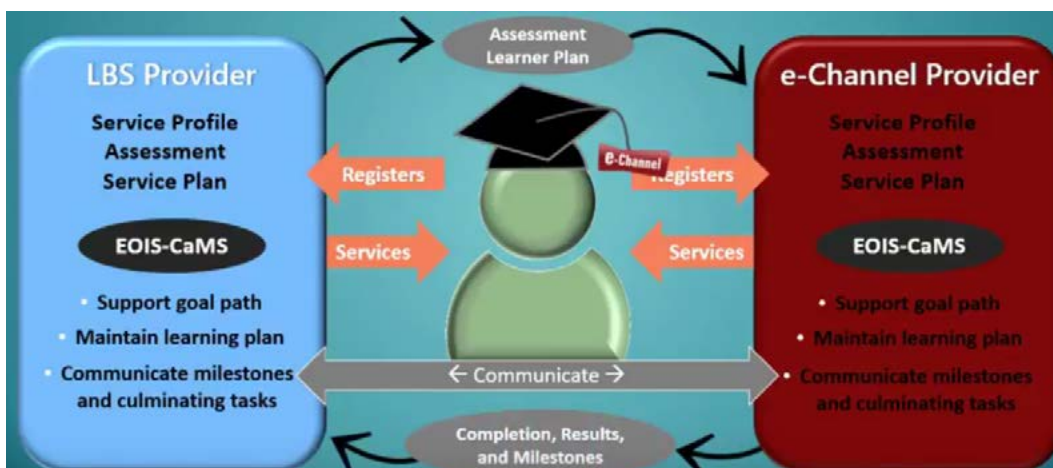 Assessment
Learner Plan
LBS Provider
Service Profile
Assessment
Service Plan
EOIS-CaMS
• Support goal path
• Maintain learning plan
• Communicate milestones
and culminating tasks
Registers
Services
e-Channel
Registers
Services
← Communicate →
e-Channel Provider
Service Profile
Assessment
Service Plan
EOIS-CaMS
• Support goal path
• Maintain learning plan
• Communicate milestones
and culminating tasks
Completion, Results,
and Milestones